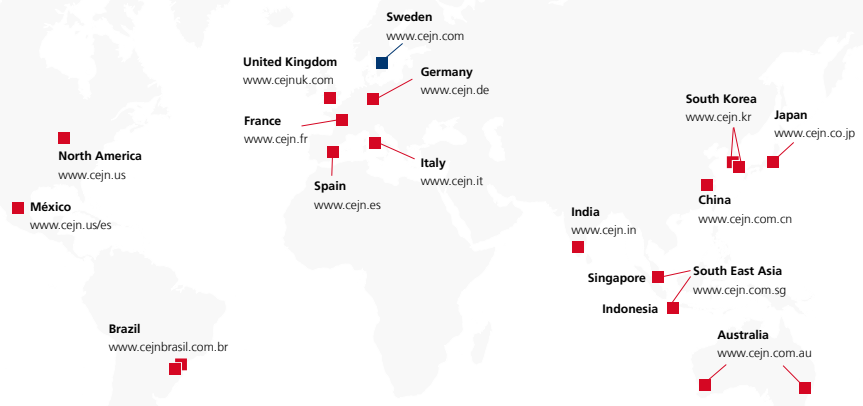 Sweden
www.cejn.com
United Kingdom
www.cejnuk.com
Germany
www.cejn.de
France
www.cejn.fr
Italy
www.cejn.it
Spain
www.cejn.es
North America
www.cejn.us
México
www.cejn.us/es
Brazil
www.cejnbrasil.com.br
South Korea
www.cejn.kr
Japan
www.cejn.co.jp
China
www.cejn.com.cn
India
www.cejn.in
Singapore
South East Asia
www.cejn.com.sg
Indonesia
Australia
www.cejn.com.au